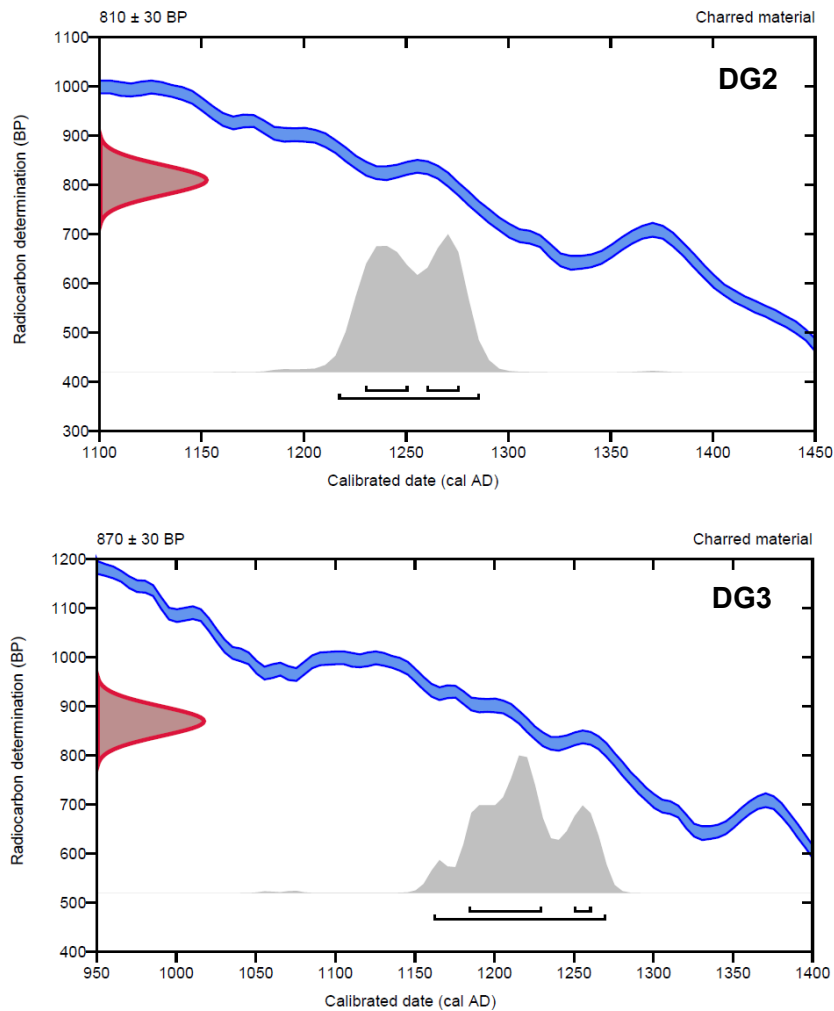 810 ± 30 BP Charred material
DG2
Radiocarbon determination (BP)
1100
1000
900
800
700
600
500
400
300
1100 1150 1200 1250 1300 1350 1400 1450
Calibrated date (cal AD)
870 ± 30 BP Charred material
DG3
Radiocarbon determination (BP)
1200
1100
1000
900
800
700
600
500
400
950 1000 1050 1100 1150 1200 1250 1300 1350 1400
Calibrated date (cal AD)